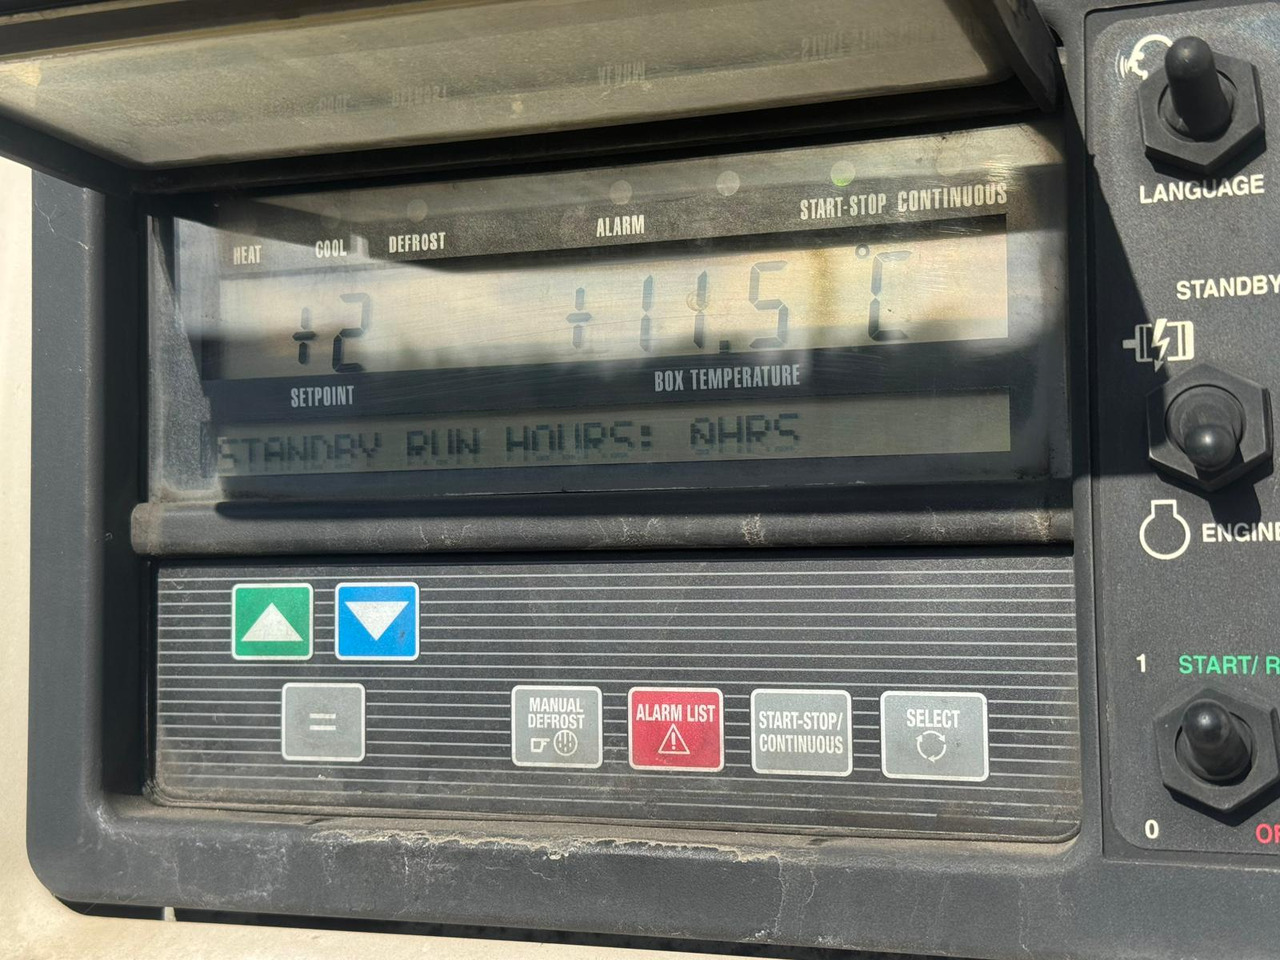 LANGUAGE
START-STOP CONTINUOUS
ALARM
HEAT COOL DEFROST
STANDBY
+2 +11.5 °C
SETPOINT BOX TEMPERATURE
STANDBY RUN HOURS: 0HRS
ENGINE
1 START/ R
MANUAL
DEFROST
ALARM LIST
START-STOP/
CONTINUOUS
SELECT
=
0 OF